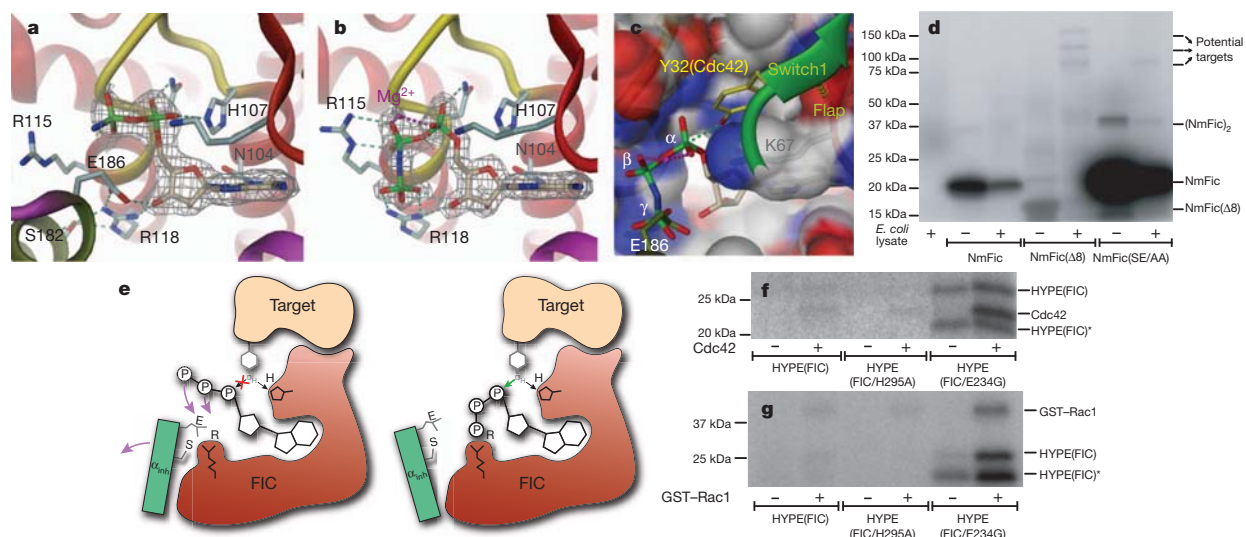 a
R115
E186
S182
R118
H107
N104
b
R115
Mg2+
H107
N104
R118
c
Y32(Cdc42)
Switch1
Flap
α
K67
β
γ
E186
d
150 kDa
100 kDa
75 kDa
50 kDa
37 kDa
25 kDa
20 kDa
15 kDa
Potential
targets
(NmFic)2
NmFic
NmFic(Δ8)
E. coli
lysate
+ − + − + − +
NmFic
NmFic(Δ8)
NmFic(SE/AA)
e
Target
P P P
OH
H
E
S
R
αinh
FIC
Target
OH
H
P
P
P
E
S
R
αinh
FIC
f
25 kDa
20 kDa
HYPE(FIC)
Cdc42
HYPE(FIC)*
Cdc42 − + − + − +
HYPE(FIC)
HYPE
(FIC/H295A)
HYPE
(FIC/E234G)
g
37 kDa
25 kDa
GST–Rac1
HYPE(FIC)
HYPE(FIC)*
GST–Rac1 − + − + − +
HYPE(FIC)
HYPE
(FIC/H295A)
HYPE
(FIC/E234G)